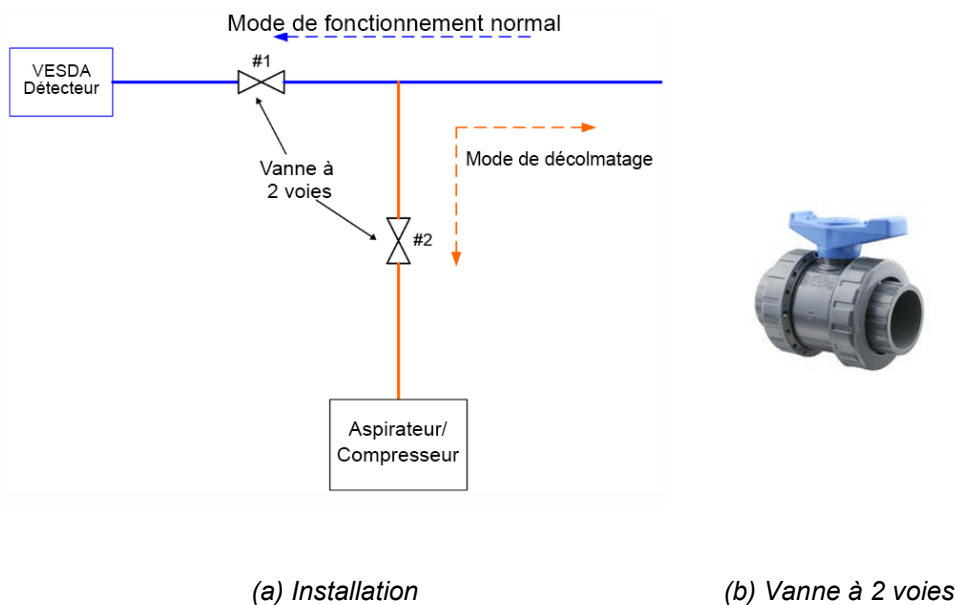 Mode de fonctionnement normal
#1
VESDA
Détecteur
Mode de décolmatage
Vanne à
2 voies
#2
Aspirateur/
Compresseur
(a) Installation
(b) Vanne à 2 voies